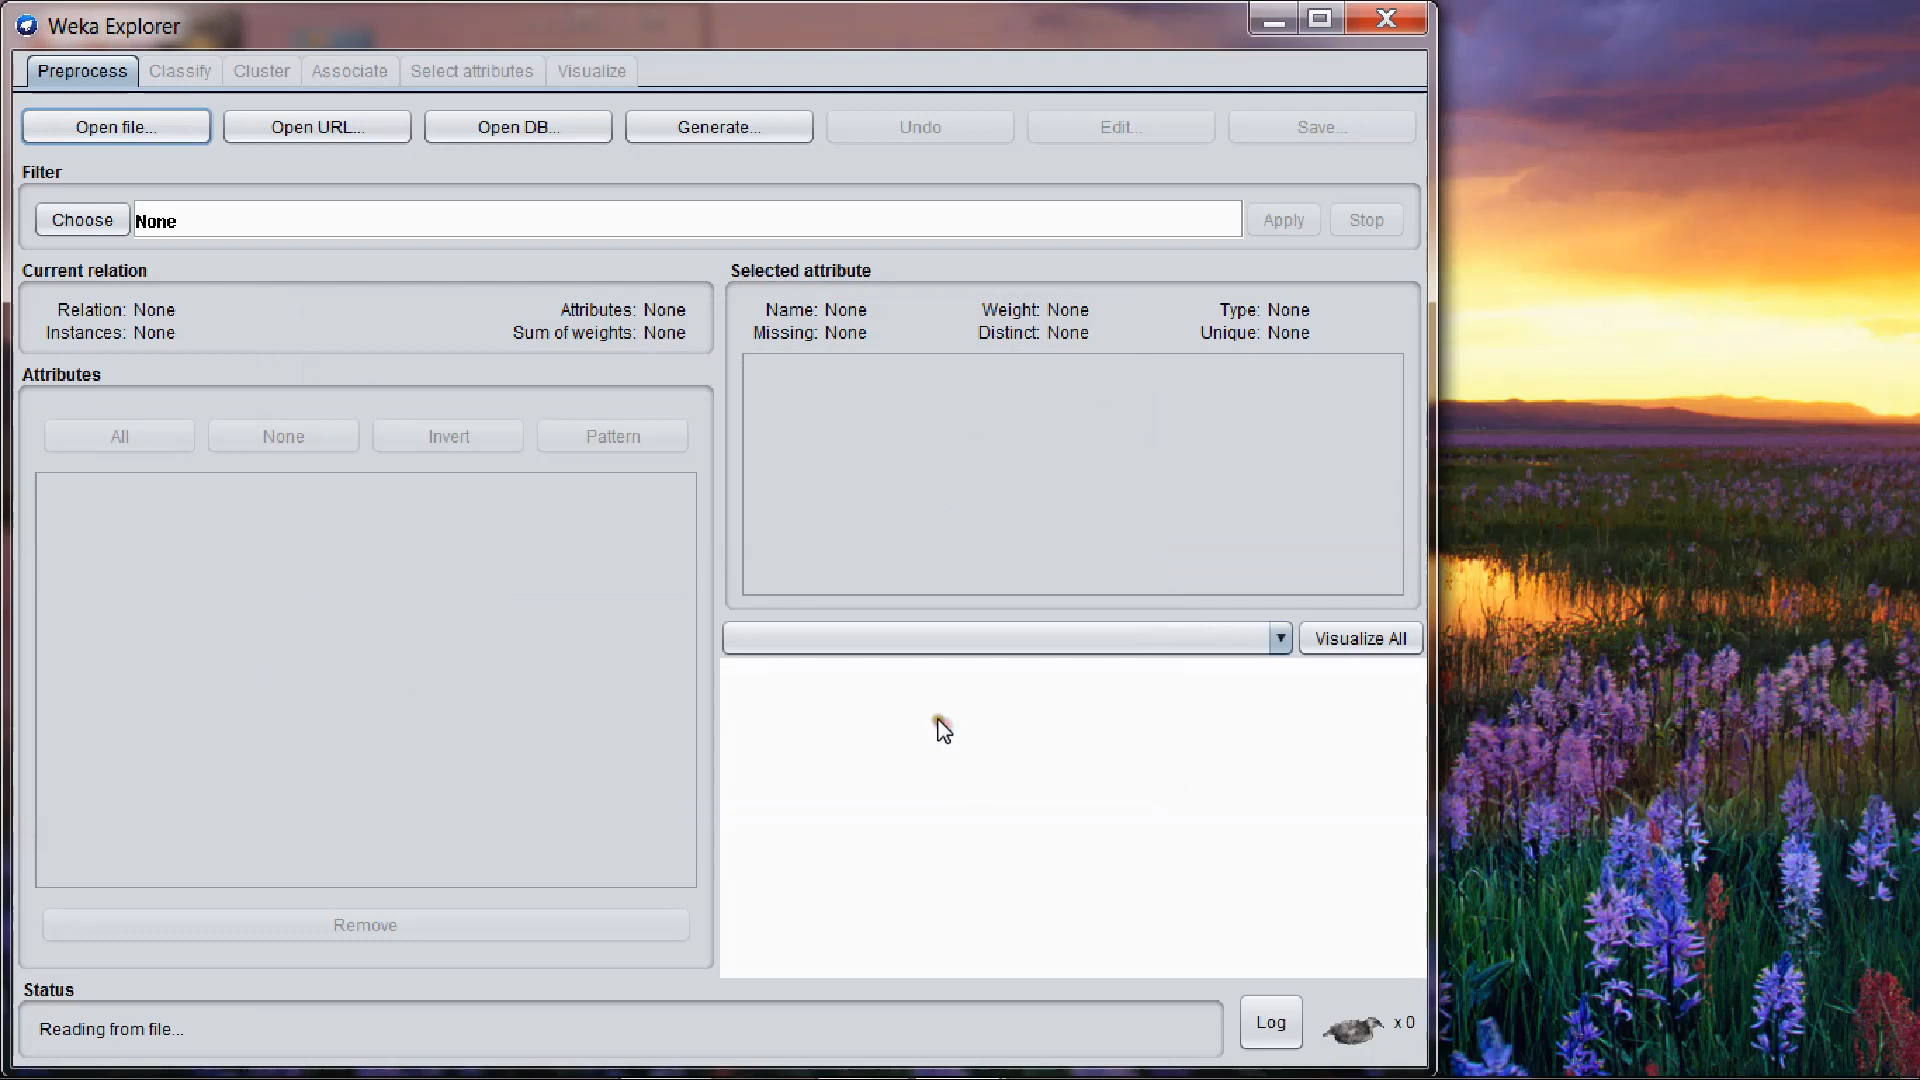 Weka Explorer
Preprocess Classify Cluster Associate Select attributes Visualize
Open file... Open URL... Open DB... Generate... Undo Edit... Save...
Filter
Choose None Apply Stop
Current relation
Relation: None Attributes: None
Instances: None Sum of weights: None
Selected attribute
Name: None Weight: None Type: None
Missing: None Distinct: None Unique: None
Attributes
All None Invert Pattern
Remove
Visualize All
Status
Reading from file...
Log x 0